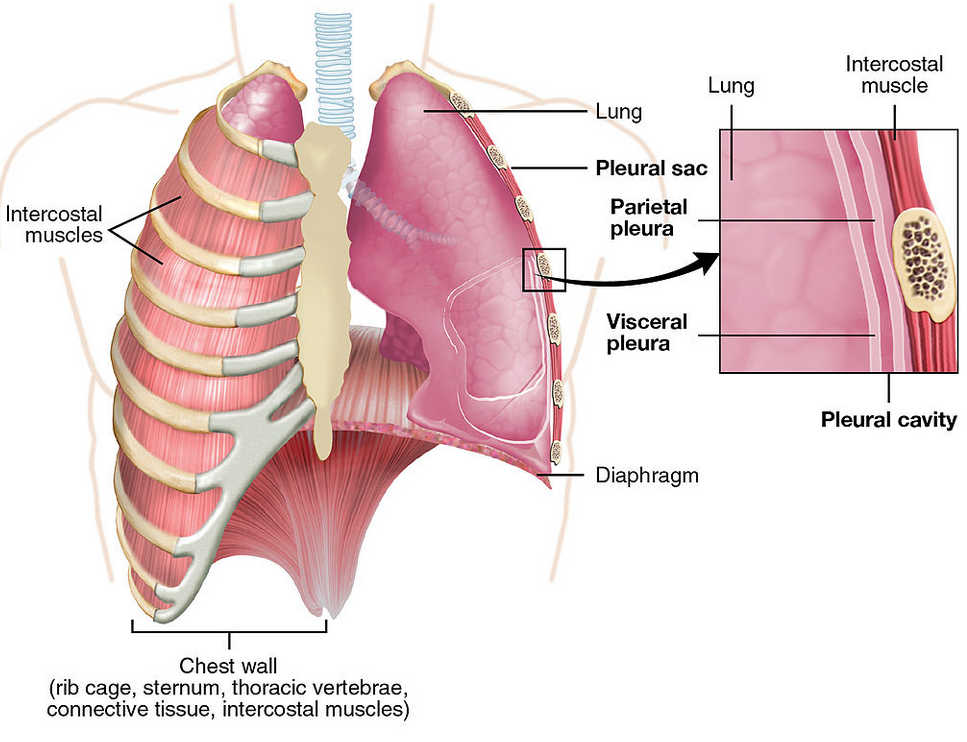 Lung
Pleural sac
Intercostal
muscles
Diaphragm
Chest wall
(rib cage, sternum, thoracic vertebrae,
connective tissue, intercostal muscles)
Lung
Intercostal
muscle
Parietal
pleura
Visceral
pleura
Pleural cavity